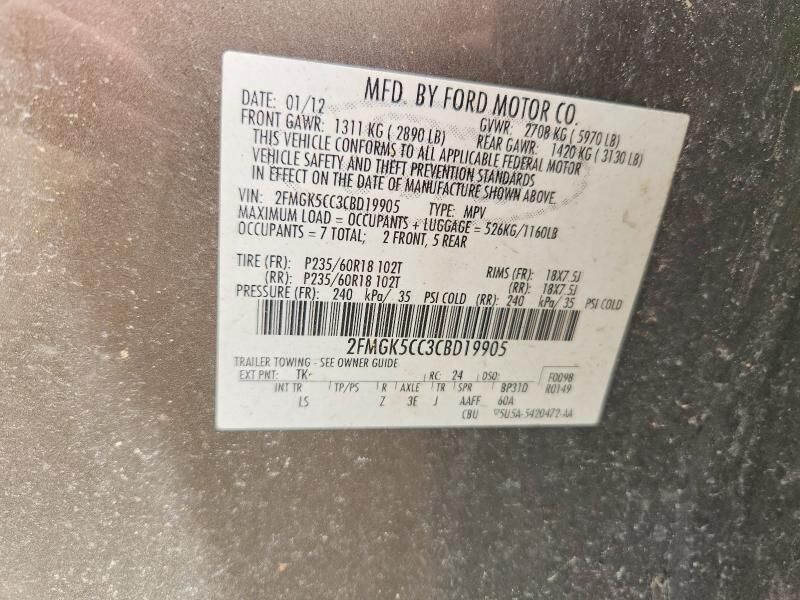 MFD. BY FORD MOTOR CO.
DATE: 01/12 GVWR: 2708 KG ( 5970 LB)
FRONT GAWR: 1311 KG ( 2890 LB) REAR GAWR: 1420 KG ( 3130 LB)
THIS VEHICLE CONFORMS TO ALL APPLICABLE FEDERAL MOTOR
VEHICLE SAFETY AND THEFT PREVENTION STANDARDS
IN EFFECT ON THE DATE OF MANUFACTURE SHOWN ABOVE.
VIN: 2FMGK5CC3CBD19905 TYPE: MPV
MAXIMUM LOAD = OCCUPANTS + LUGGAGE = 526KG/1160LB
OCCUPANTS = 7 TOTAL; 2 FRONT, 5 REAR
TIRE (FR): P235/60R18 102T RIMS (FR): 18X7.5J
(RR): P235/60R18 102T (RR): 18X7.5J
PRESSURE (FR): 240 kPa/ 35 PSI COLD (RR): 240 kPa/ 35 PSI COLD
2FMGK5CC3CBD19905
TRAILER TOWING - SEE OWNER GUIDE
EXT PNT: TK RC: 24 DSO: F0098
INT TR TP/PS R AXLE TR SPR BP31D R0149
LS Z 3E J AAFF 60A
CBU 5U5A-5420472-AA